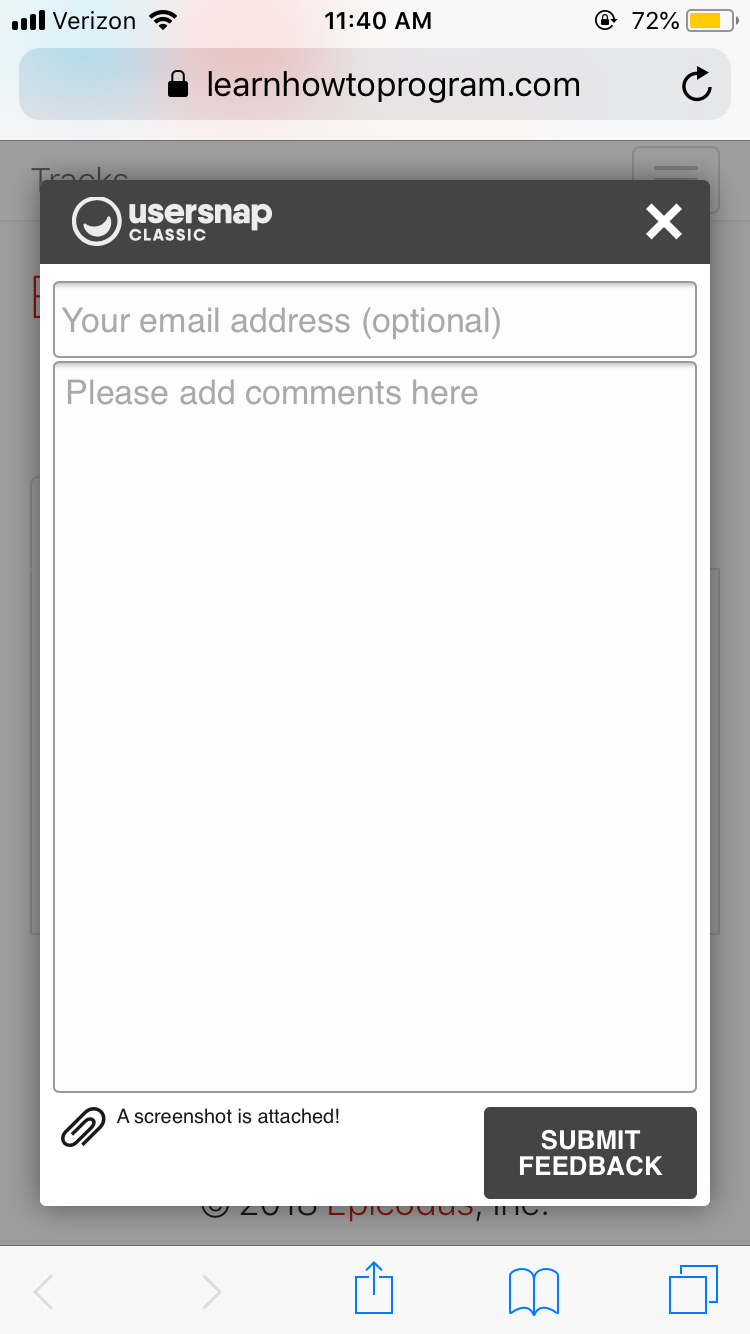 Verizon 11:40 AM 72%
learnhowtoprogram.com
Tracks
usersnap
CLASSIC
Your email address (optional)
Please add comments here
A screenshot is attached!
SUBMIT
FEEDBACK
© 2018 Epicodus, Inc.